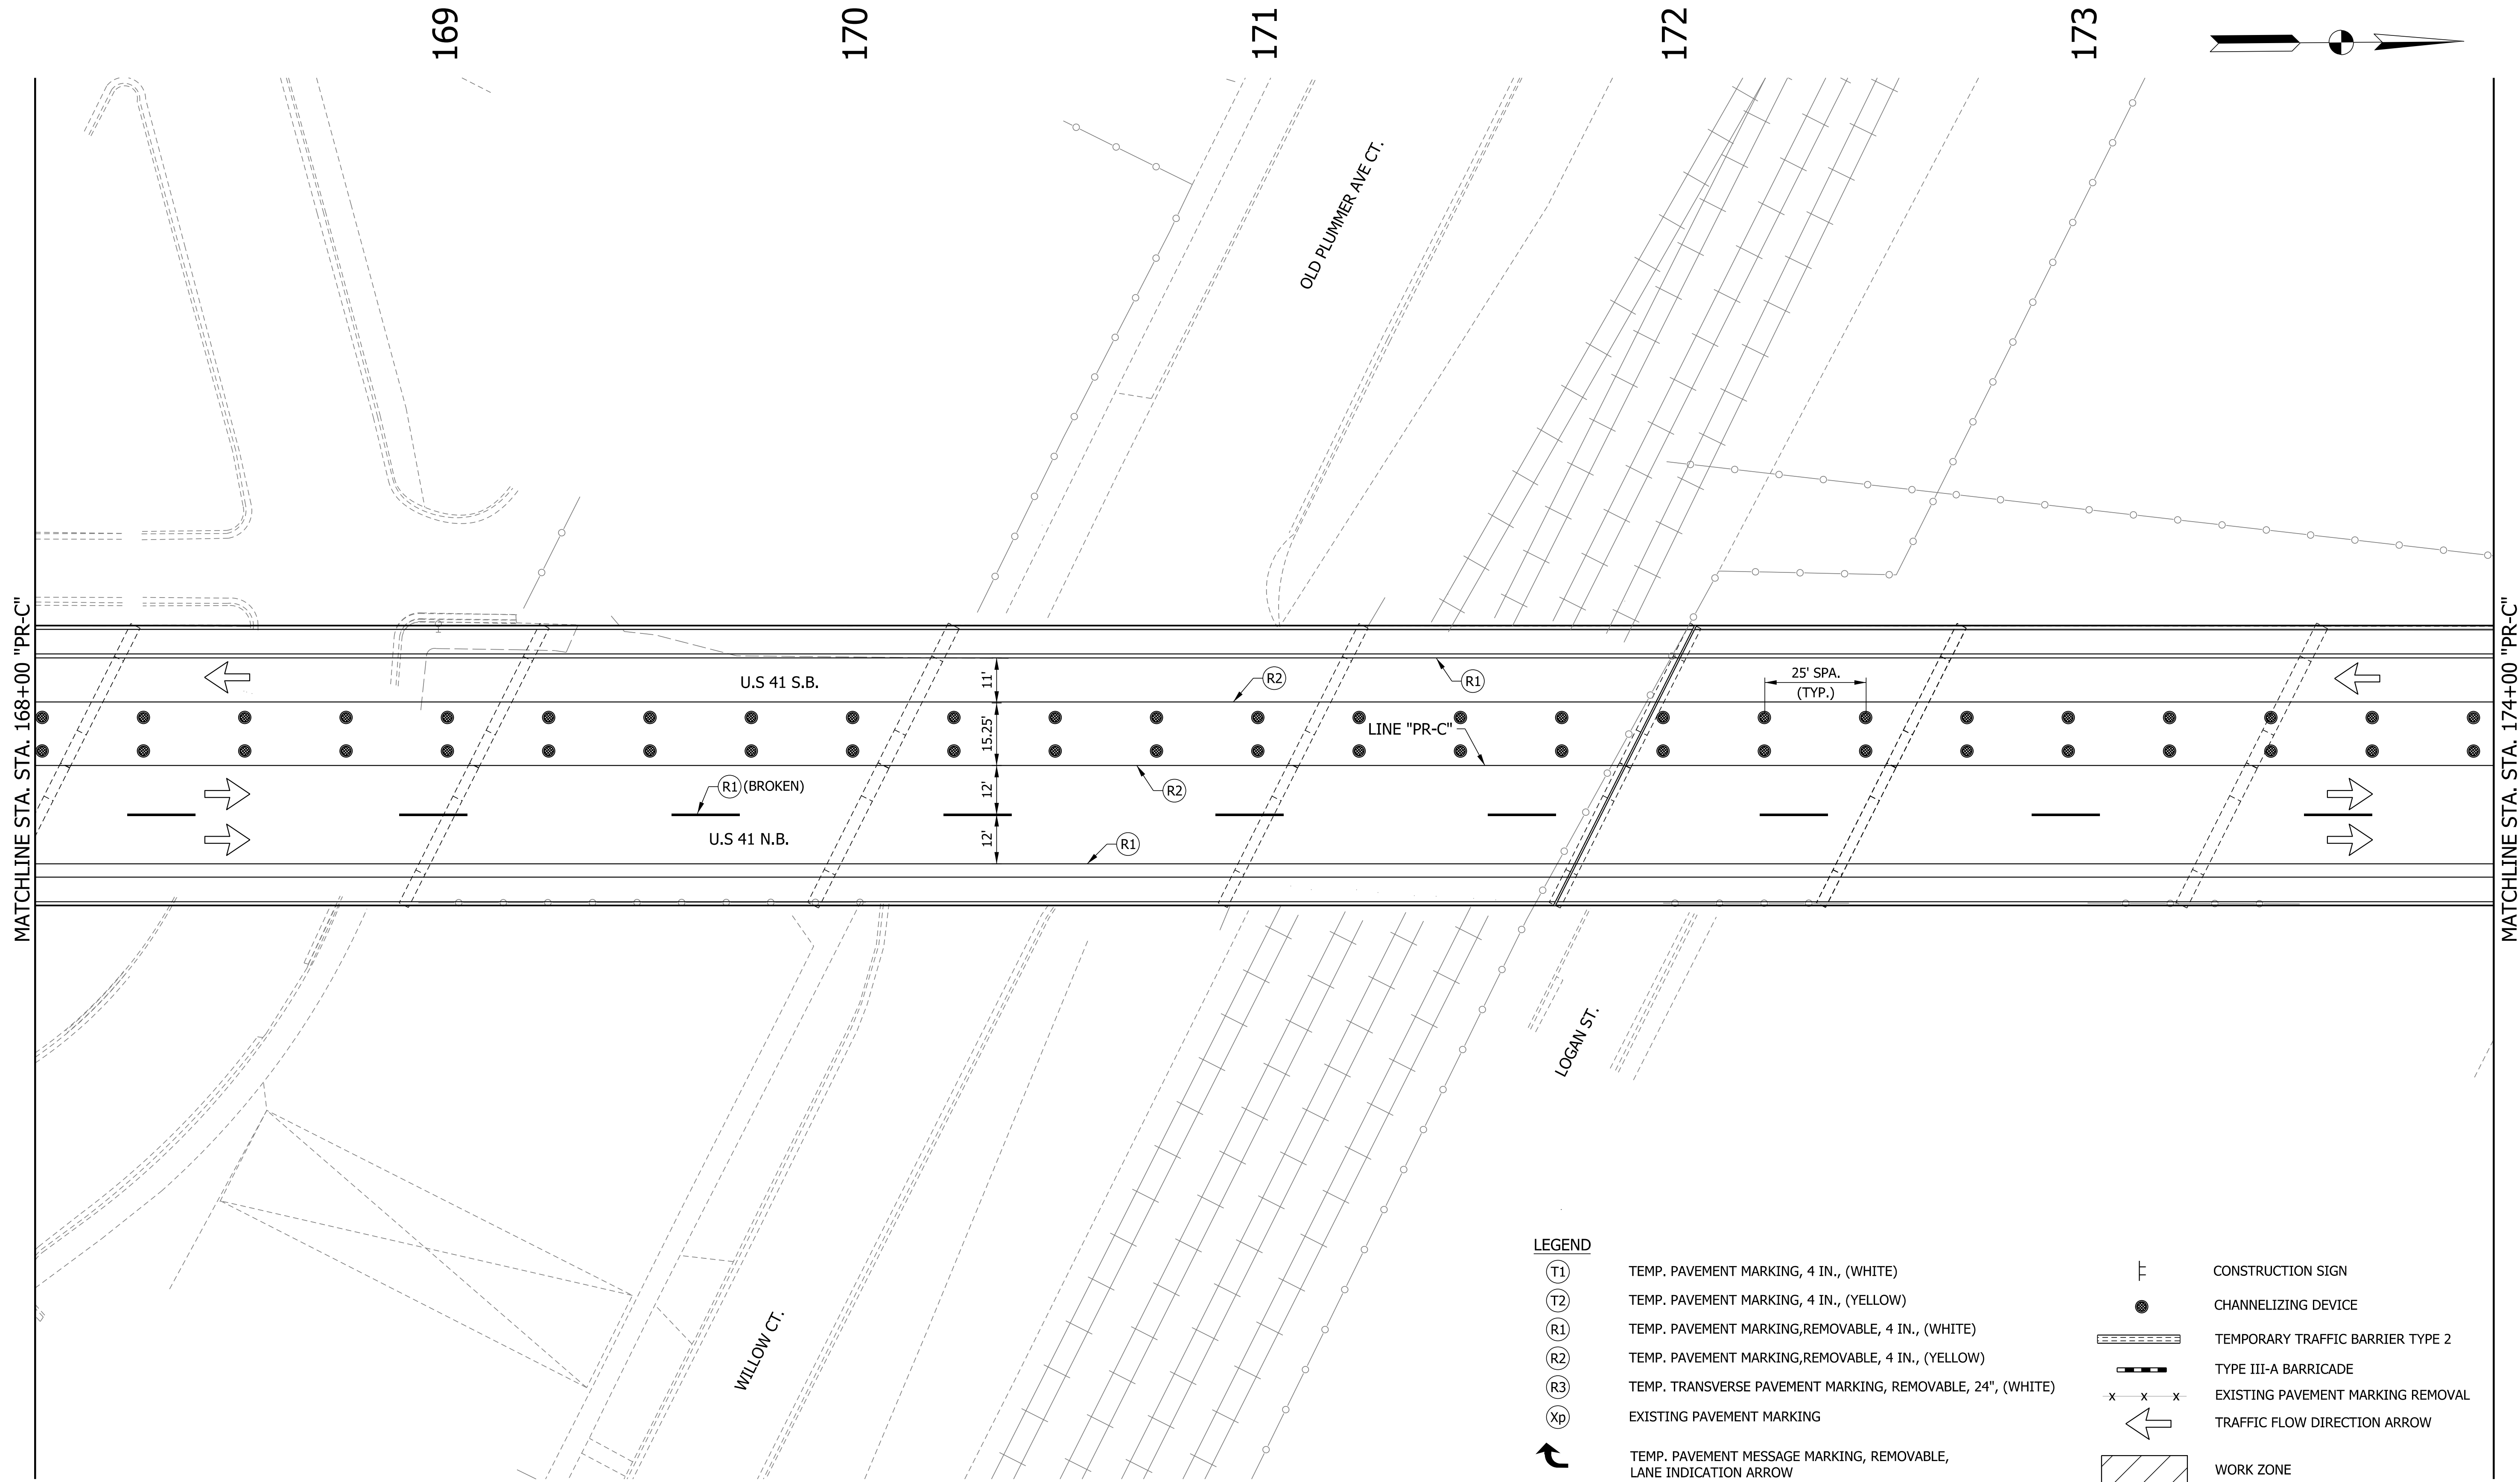 169
170
171
172
173
OLD PLUMMER AVE CT.
MATCHLINE STA. STA. 168+00 "PR-C"
MATCHLINE STA. STA. 174+00 "PR-C"
U.S 41 S.B.
11'
R2
R1
25' SPA.
(TYP.)
15.25'
LINE "PR-C"
R1 (BROKEN)
12'
R2
U.S 41 N.B.
12'
R1
LOGAN ST.
WILLOW CT.
LEGEND
T1 TEMP. PAVEMENT MARKING, 4 IN., (WHITE)
T2 TEMP. PAVEMENT MARKING, 4 IN., (YELLOW)
R1 TEMP. PAVEMENT MARKING,REMOVABLE, 4 IN., (WHITE)
R2 TEMP. PAVEMENT MARKING,REMOVABLE, 4 IN., (YELLOW)
R3 TEMP. TRANSVERSE PAVEMENT MARKING, REMOVABLE, 24", (WHITE)
Xp EXISTING PAVEMENT MARKING
TEMP. PAVEMENT MESSAGE MARKING, REMOVABLE,
LANE INDICATION ARROW
CONSTRUCTION SIGN
CHANNELIZING DEVICE
TEMPORARY TRAFFIC BARRIER TYPE 2
TYPE III-A BARRICADE
X X X EXISTING PAVEMENT MARKING REMOVAL
TRAFFIC FLOW DIRECTION ARROW
WORK ZONE